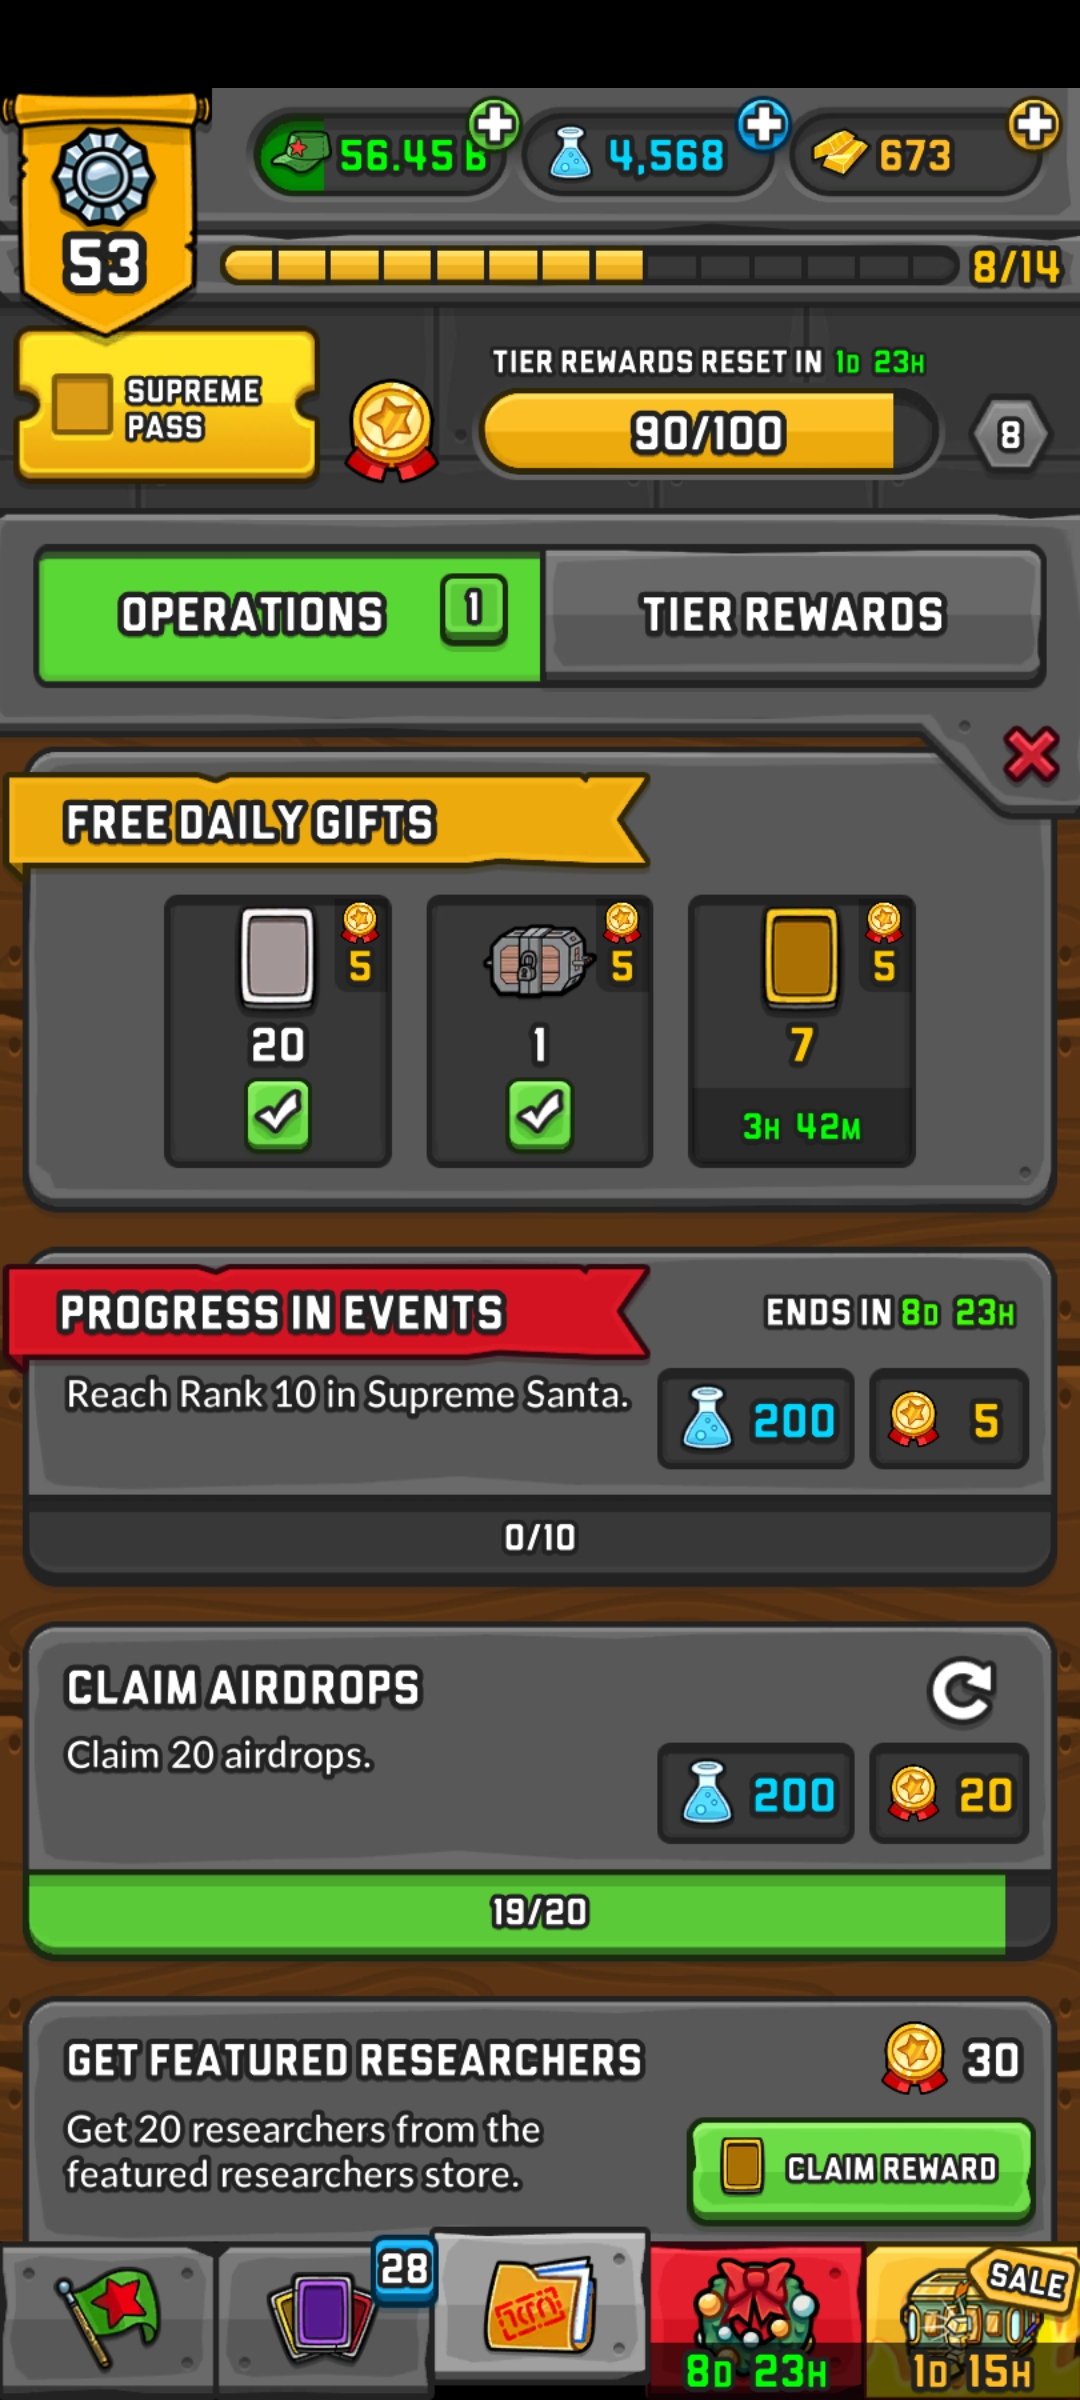 56.45 B
4,568
673
53
8/14
SUPREME
PASS
TIER REWARDS RESET IN 1D 23H
90/100
8
OPERATIONS 1
TIER REWARDS
FREE DAILY GIFTS
5
5
5
20
1
7
3H 42M
PROGRESS IN EVENTS
ENDS IN 8D 23H
Reach Rank 10 in Supreme Santa.
200
5
0/10
CLAIM AIRDROPS
Claim 20 airdrops.
200
20
19/20
GET FEATURED RESEARCHERS
30
Get 20 researchers from the
featured researchers store.
CLAIM REWARD
28
SALE
8D 23H
1D 15H